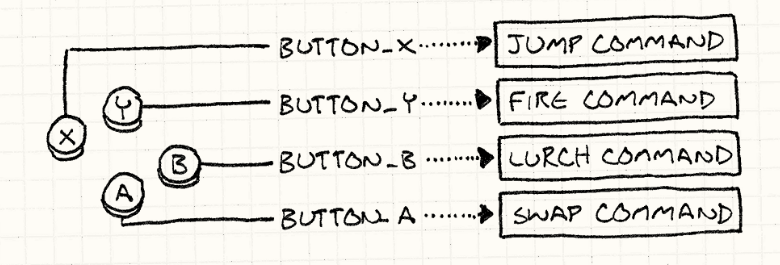 X BUTTON_X JUMP COMMAND
Y BUTTON_Y FIRE COMMAND
B BUTTON_B LURCH COMMAND
A BUTTON_A SWAP COMMAND